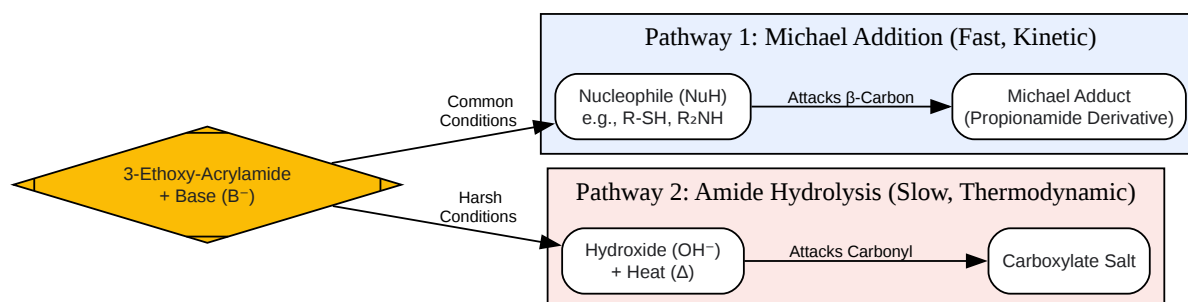 Pathway 1: Michael Addition (Fast, Kinetic)
Common
Conditions
Nucleophile (NuH)
e.g., R-SH, R₂NH
Attacks β-Carbon
Michael Adduct
(Propionamide Derivative)
3-Ethoxy-Acrylamide
+ Base (B⁻)
Harsh
Conditions
Pathway 2: Amide Hydrolysis (Slow, Thermodynamic)
Hydroxide (OH⁻)
+ Heat (Δ)
Attacks Carbonyl
Carboxylate Salt